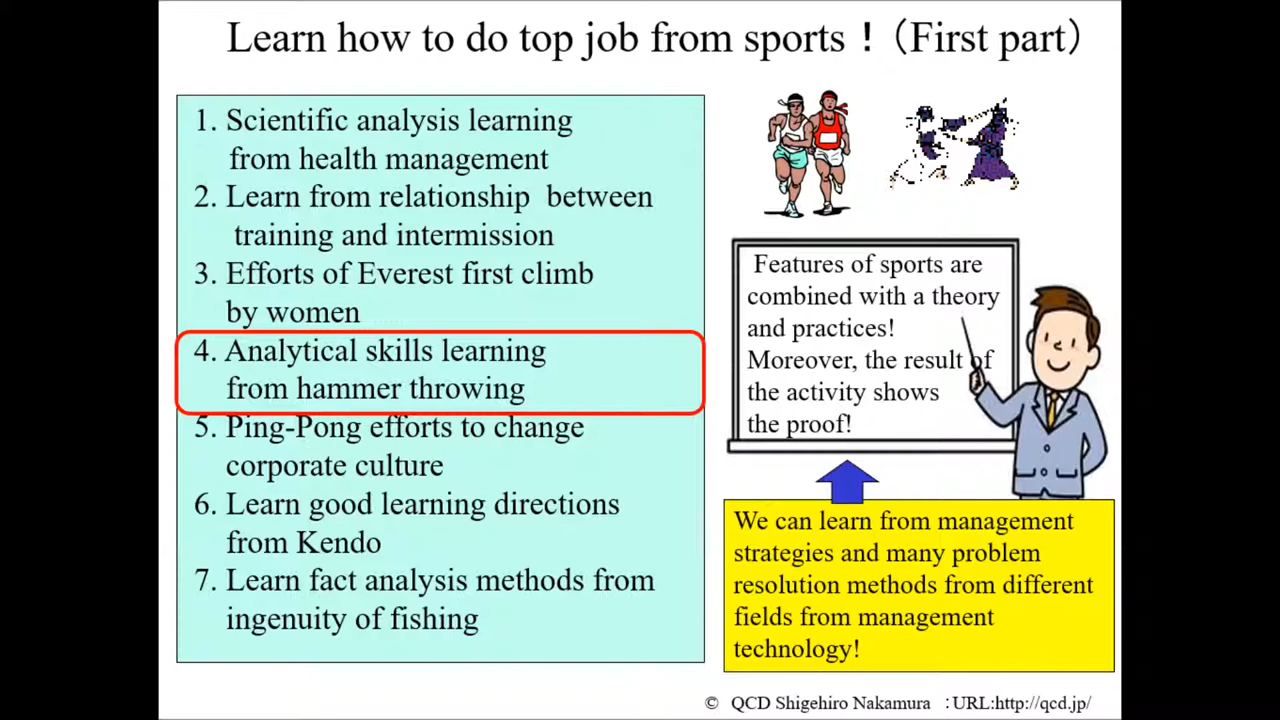 Learn how to do top job from sports！（First part）
1. Scientific analysis learning
from health management
2. Learn from relationship between
training and intermission
3. Efforts of Everest first climb
by women
4. Analytical skills learning
from hammer throwing
5. Ping-Pong efforts to change
corporate culture
6. Learn good learning directions
from Kendo
7. Learn fact analysis methods from
ingenuity of fishing
Features of sports are
combined with a theory
and practices!
Moreover, the result of
the activity shows
the proof!
We can learn from management
strategies and many problem
resolution methods from different
fields from management
technology!
© QCD Shigehiro Nakamura ：URL:http://qcd.jp/